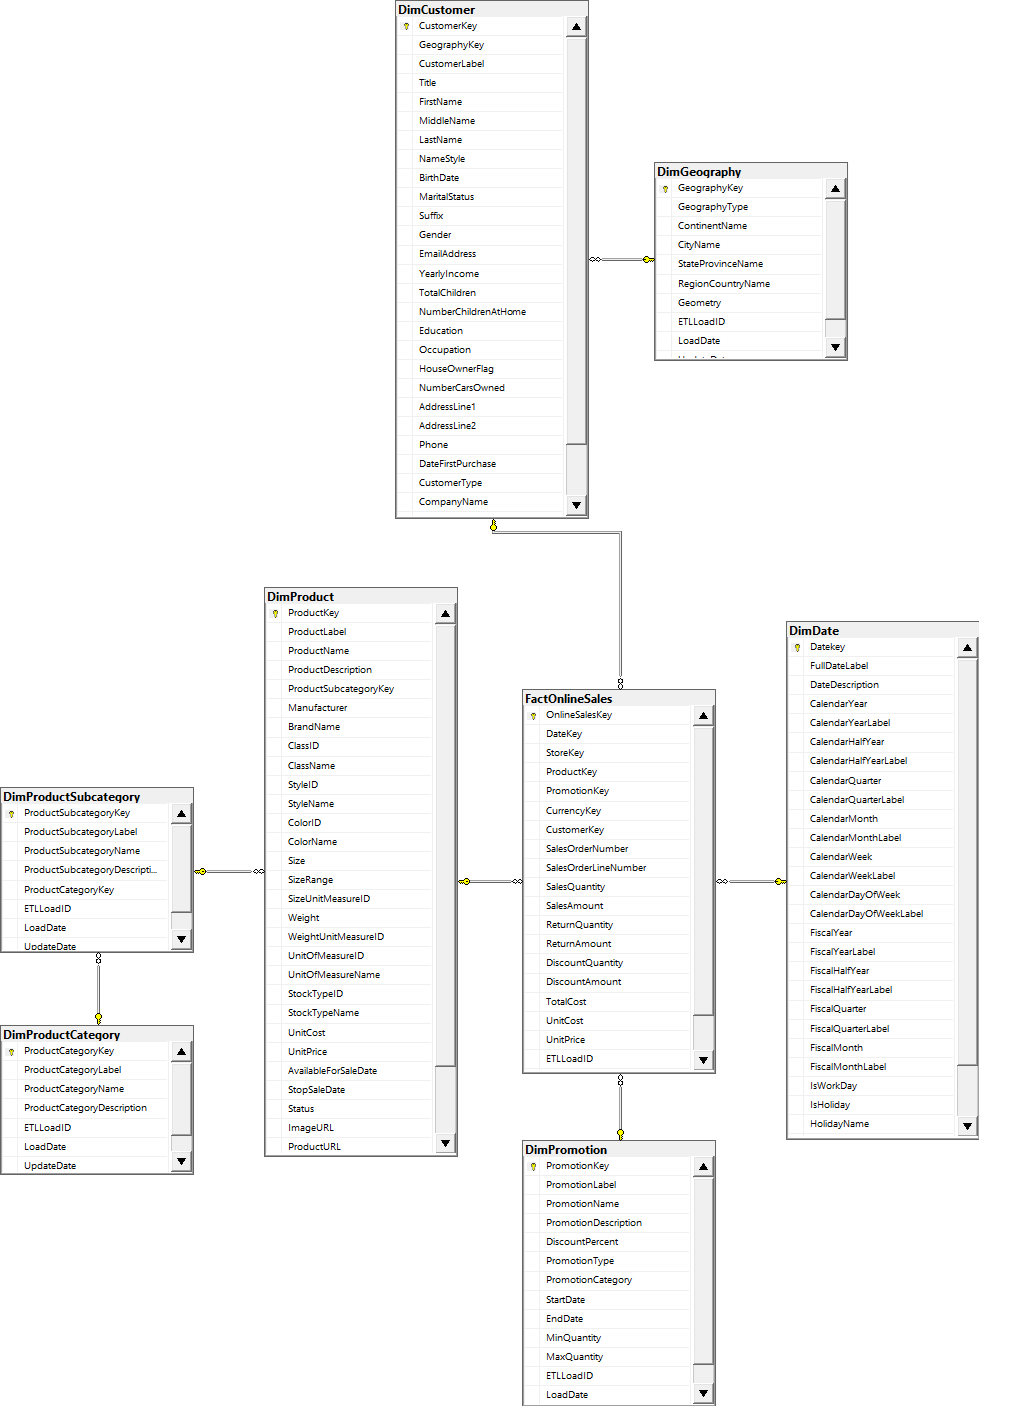 DimCustomer
CustomerKey
GeographyKey
CustomerLabel
Title
FirstName
MiddleName
LastName
NameStyle
BirthDate
MaritalStatus
Suffix
Gender
EmailAddress
YearlyIncome
TotalChildren
NumberChildrenAtHome
Education
Occupation
HouseOwnerFlag
NumberCarsOwned
AddressLine1
AddressLine2
Phone
DateFirstPurchase
CustomerType
CompanyName
DimGeography
GeographyKey
GeographyType
ContinentName
CityName
StateProvinceName
RegionCountryName
Geometry
ETLLoadID
LoadDate
DimProduct
ProductKey
ProductLabel
ProductName
ProductDescription
ProductSubcategoryKey
Manufacturer
BrandName
ClassID
ClassName
StyleID
StyleName
ColorID
ColorName
Size
SizeRange
SizeUnitMeasureID
Weight
WeightUnitMeasureID
UnitOfMeasureID
UnitOfMeasureName
StockTypeID
StockTypeName
UnitCost
UnitPrice
AvailableForSaleDate
StopSaleDate
Status
ImageURL
ProductURL
DimDate
Datekey
FullDateLabel
DateDescription
CalendarYear
CalendarYearLabel
CalendarHalfYear
CalendarHalfYearLabel
CalendarQuarter
CalendarQuarterLabel
CalendarMonth
CalendarMonthLabel
CalendarWeek
CalendarWeekLabel
CalendarDayOfWeek
CalendarDayOfWeekLabel
FiscalYear
FiscalYearLabel
FiscalHalfYear
FiscalHalfYearLabel
FiscalQuarter
FiscalQuarterLabel
FiscalMonth
FiscalMonthLabel
IsWorkDay
IsHoliday
HolidayName
FactOnlineSales
OnlineSalesKey
DateKey
StoreKey
ProductKey
PromotionKey
CurrencyKey
CustomerKey
SalesOrderNumber
SalesOrderLineNumber
SalesQuantity
SalesAmount
ReturnQuantity
ReturnAmount
DiscountQuantity
DiscountAmount
TotalCost
UnitCost
UnitPrice
ETLLoadID
DimProductSubcategory
ProductSubcategoryKey
ProductSubcategoryLabel
ProductSubcategoryName
ProductSubcategoryDescripti...
ProductCategoryKey
ETLLoadID
LoadDate
UpdateDate
DimProductCategory
ProductCategoryKey
ProductCategoryLabel
ProductCategoryName
ProductCategoryDescription
ETLLoadID
LoadDate
UpdateDate
DimPromotion
PromotionKey
PromotionLabel
PromotionName
PromotionDescription
DiscountPercent
PromotionType
PromotionCategory
StartDate
EndDate
MinQuantity
MaxQuantity
ETLLoadID
LoadDate